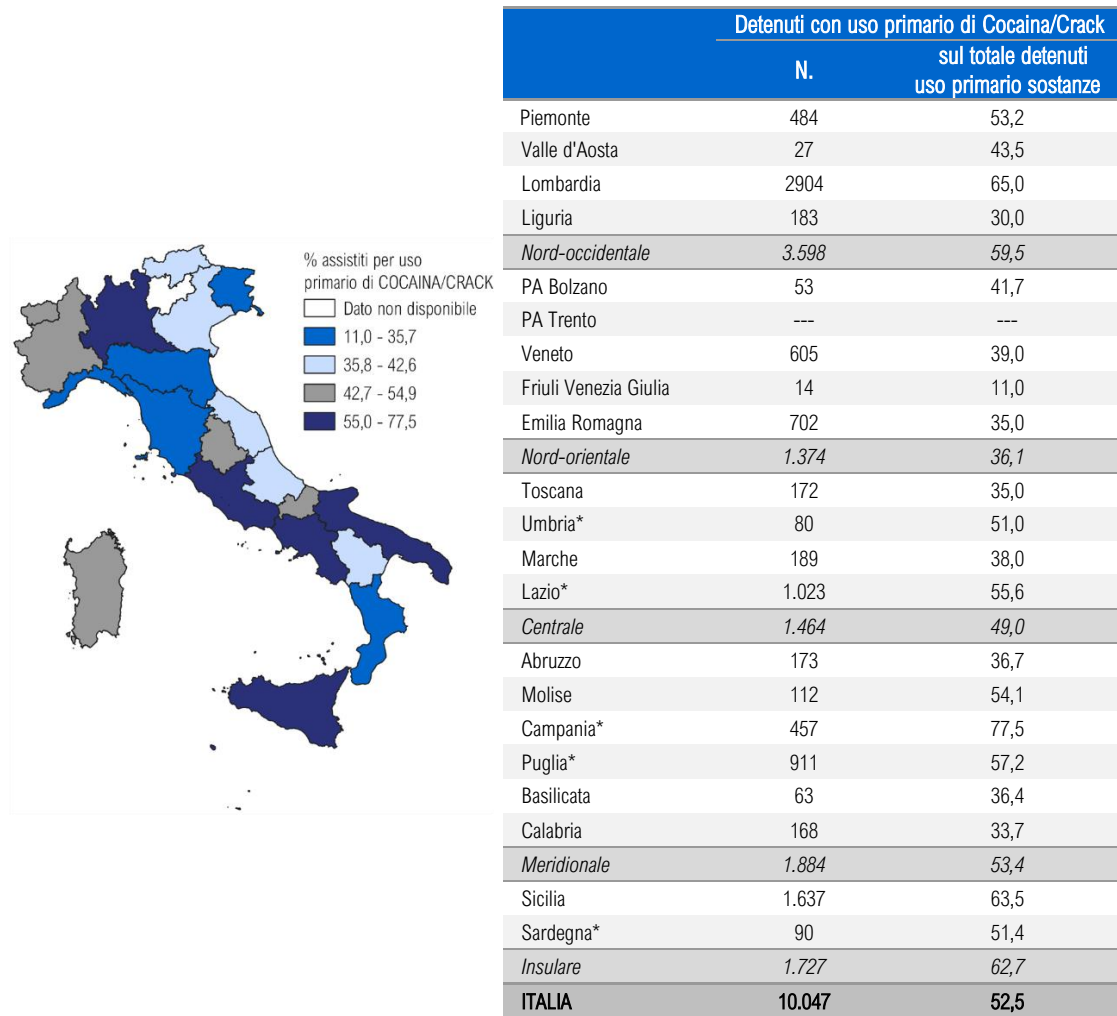 % assistiti per uso
primario di COCAINA/CRACK
Dato non disponibile
11,0 - 35,7
35,8 - 42,6
42,7 - 54,9
55,0 - 77,5
Detenuti con uso primario di Cocaina/Crack
N. sul totale detenuti
uso primario sostanze
Piemonte 484 53,2
Valle d'Aosta 27 43,5
Lombardia 2904 65,0
Liguria 183 30,0
Nord-occidentale 3.598 59,5
PA Bolzano 53 41,7
PA Trento --- ---
Veneto 605 39,0
Friuli Venezia Giulia 14 11,0
Emilia Romagna 702 35,0
Nord-orientale 1.374 36,1
Toscana 172 35,0
Umbria* 80 51,0
Marche 189 38,0
Lazio* 1.023 55,6
Centrale 1.464 49,0
Abruzzo 173 36,7
Molise 112 54,1
Campania* 457 77,5
Puglia* 911 57,2
Basilicata 63 36,4
Calabria 168 33,7
Meridionale 1.884 53,4
Sicilia 1.637 63,5
Sardegna* 90 51,4
Insulare 1.727 62,7
ITALIA 10.047 52,5